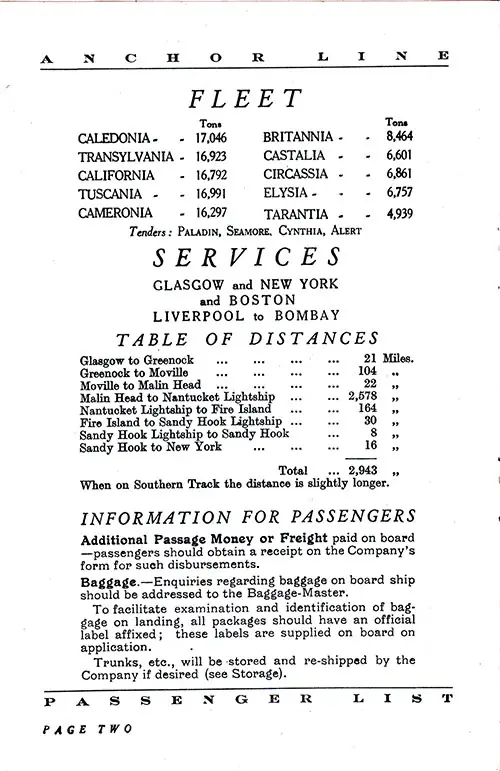 ANCHOR LINE
FLEET
Tons Tons
CALEDONIA - - 17,046 BRITANNIA - - 8,464
TRANSYLVANIA - 16,923 CASTALIA - - 6,601
CALIFORNIA - 16,792 CIRCASSIA - - 6,861
TUSCANIA - - 16,991 ELYSIA - - - 6,757
CAMERONIA - 16,297 TARANTIA - - 4,939
Tenders: PALADIN, SEAMORE, CYNTHIA, ALERT
SERVICES
GLASGOW and NEW YORK
and BOSTON
LIVERPOOL to BOMBAY
TABLE OF DISTANCES
Glasgow to Greenock ... ... ... ... 21 Miles.
Greenock to Moville ... ... ... ... 104 „
Moville to Malin Head ... ... ... ... 22 „
Malin Head to Nantucket Lightship ... ... 2,578 „
Nantucket Lightship to Fire Island ... ... 164 „
Fire Island to Sandy Hook Lightship ... ... 30 „
Sandy Hook Lightship to Sandy Hook ... 8 „
Sandy Hook to New York ... ... ... 16 „
Total ... 2,943 „
When on Southern Track the distance is slightly longer.
INFORMATION FOR PASSENGERS
Additional Passage Money or Freight paid on board
—passengers should obtain a receipt on the Company's
form for such disbursements.
Baggage.—Enquiries regarding baggage on board ship
should be addressed to the Baggage-Master.
To facilitate examination and identification of bag-
gage on landing, all packages should have an official
label affixed; these labels are supplied on board on
application.
Trunks, etc., will be stored and re-shipped by the
Company if desired (see Storage).
PASSENGER LIST
PAGE TWO